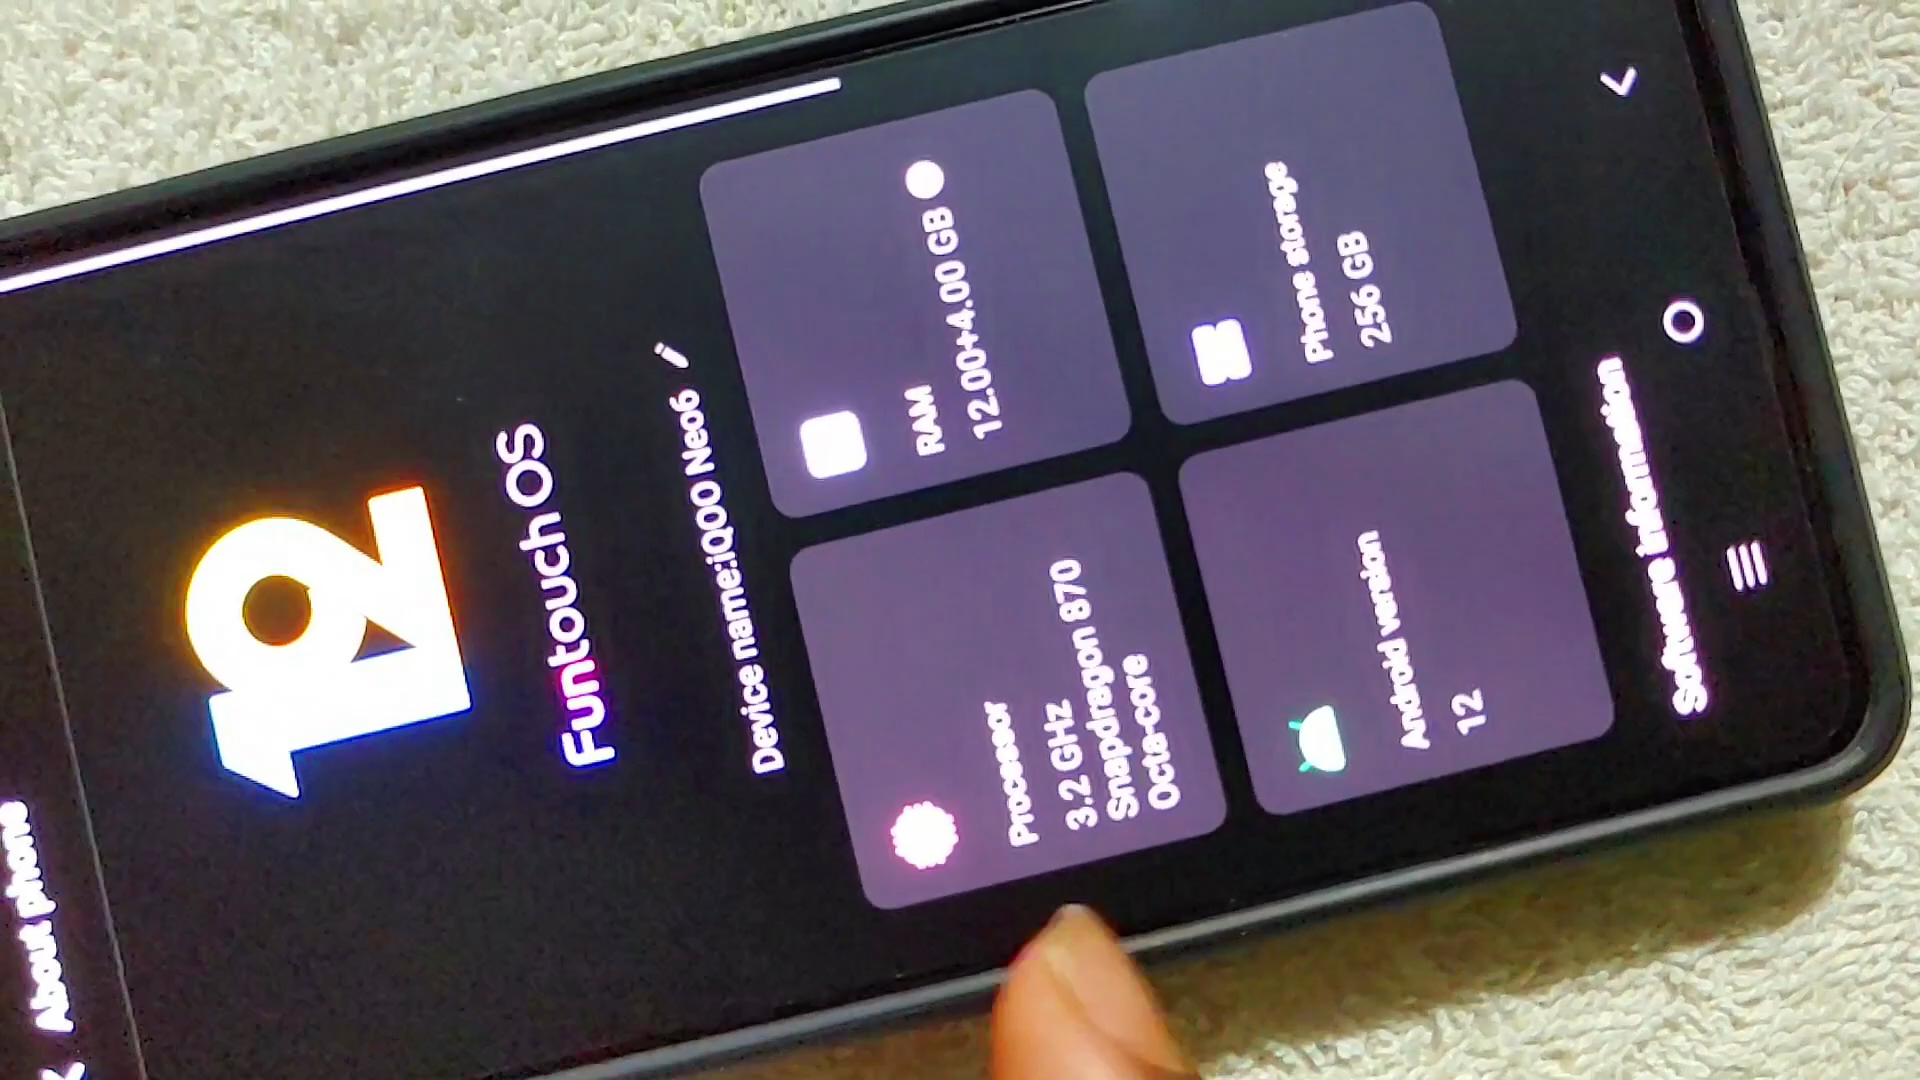 About phone
12
Funtouch OS
Device name:iQOO Neo6
Processor
3.2 GHz
Snapdragon 870
Octa-core
RAM
12.00+4.00 GB
Android version
12
Phone storage
256 GB
Software information